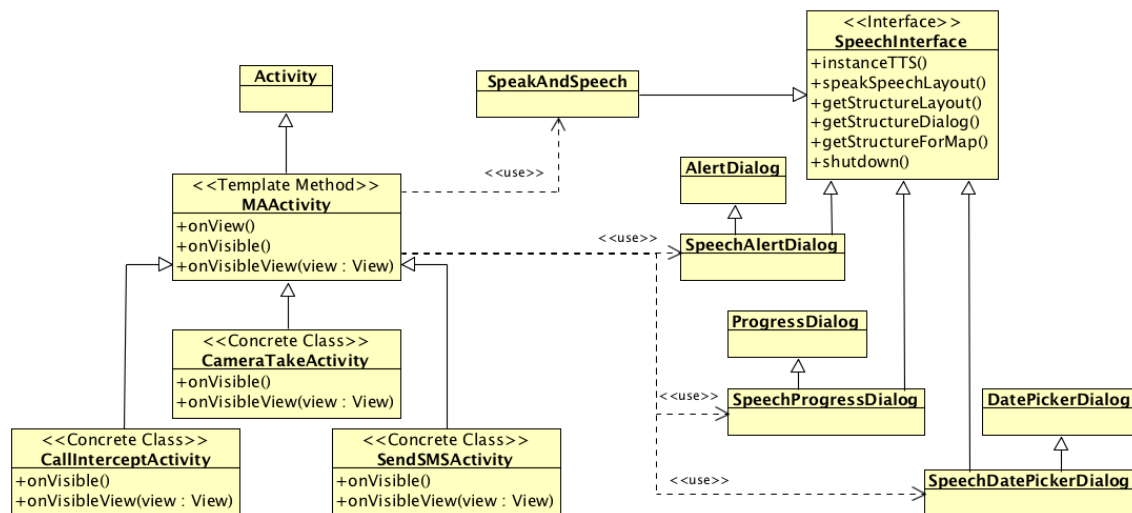 <<Interface>>
SpeechInterface
+instanceTTS()
+speakSpeechLayout()
+getStructureLayout()
+getStructureDialog()
+getStructureForMap()
+shutdown()
Activity
SpeakAndSpeech
<<use>>
<<Template Method>>
MAActivity
+onView()
+onVisible()
+onVisibleView(view : View)
AlertDialog
<<use>>
SpeechAlertDialog
<<Concrete Class>>
CameraTakeActivity
+onVisible()
+onVisibleView(view : View)
ProgressDialog
<<use>>
SpeechProgressDialog
<<Concrete Class>>
CallInterceptActivity
+onVisible()
+onVisibleView(view : View)
<<Concrete Class>>
SendSMSActivity
+onVisible()
+onVisibleView(view : View)
DatePickerDialog
<<use>>
SpeechDatePickerDialog